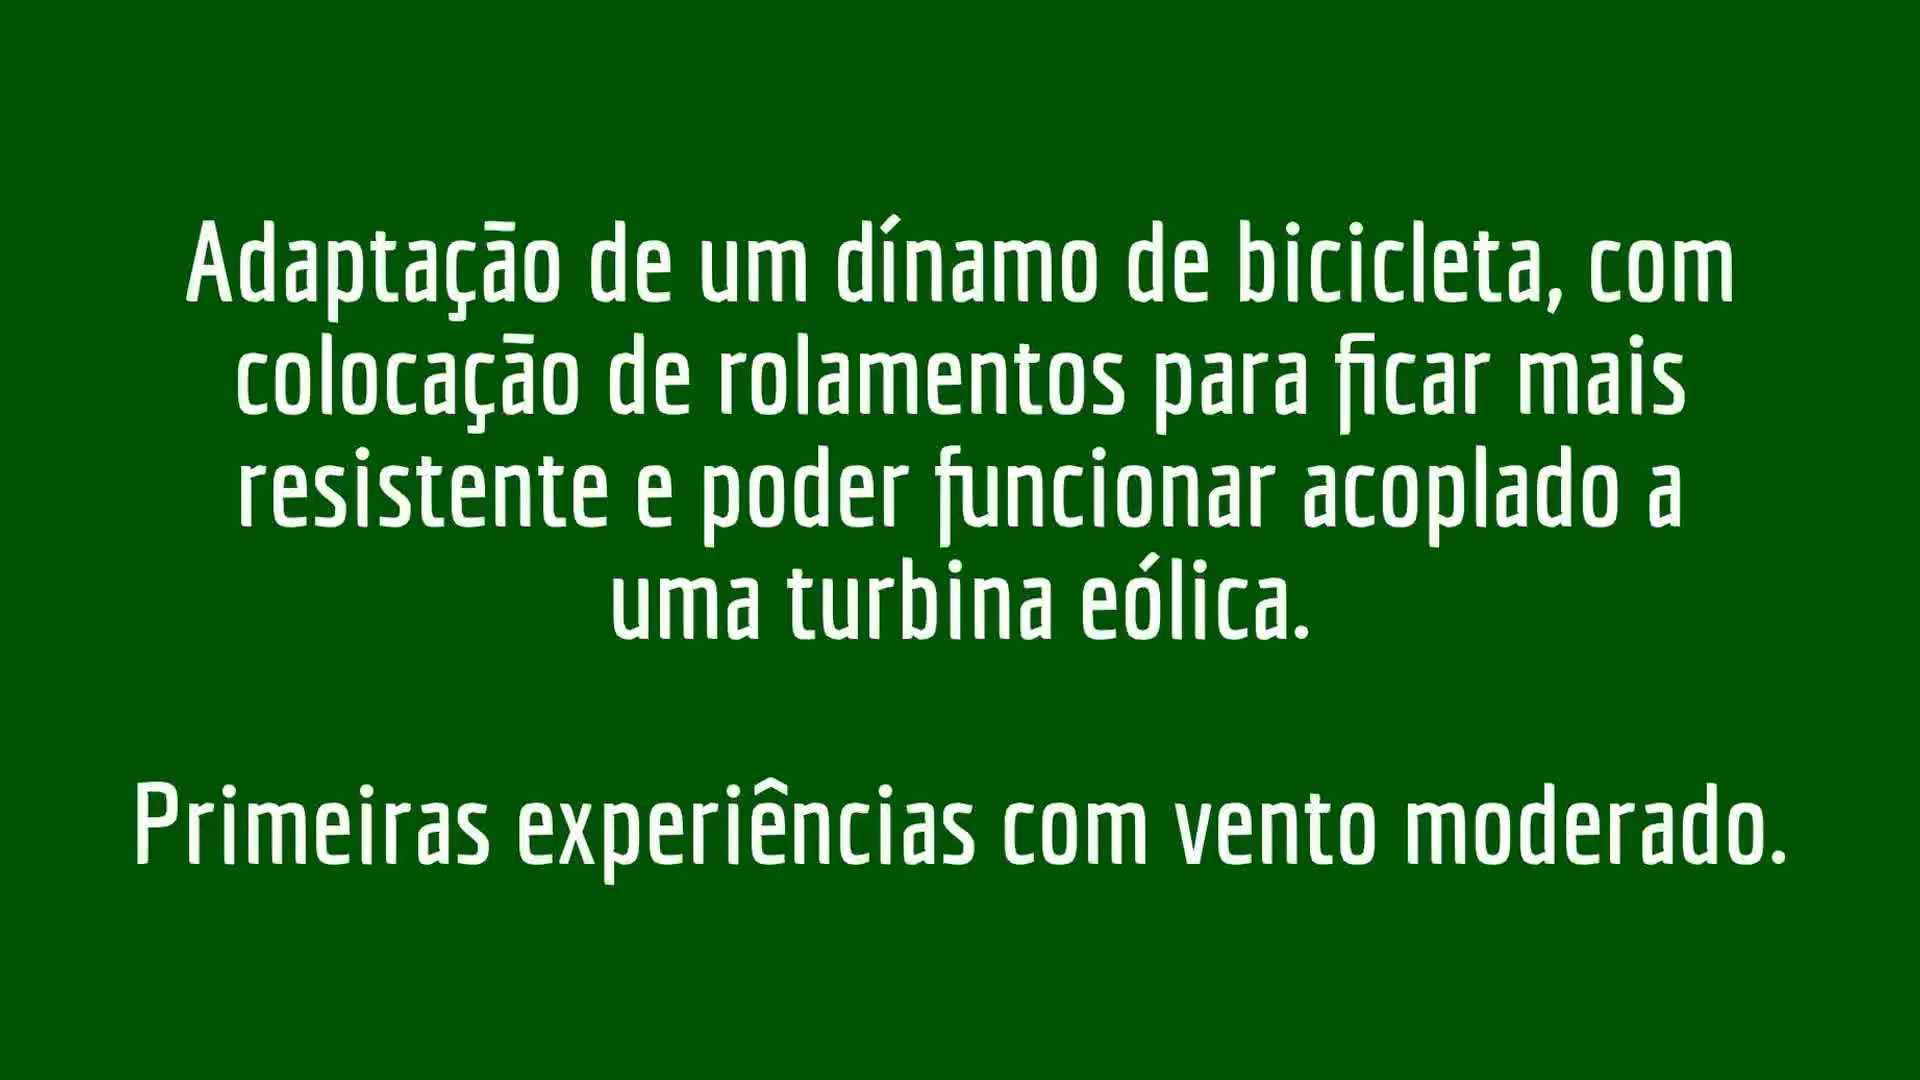 Adaptação de um dínamo de bicicleta, com
colocação de rolamentos para ficar mais
resistente e poder funcionar acoplado a
uma turbina eólica.
Primeiras experiências com vento moderado.